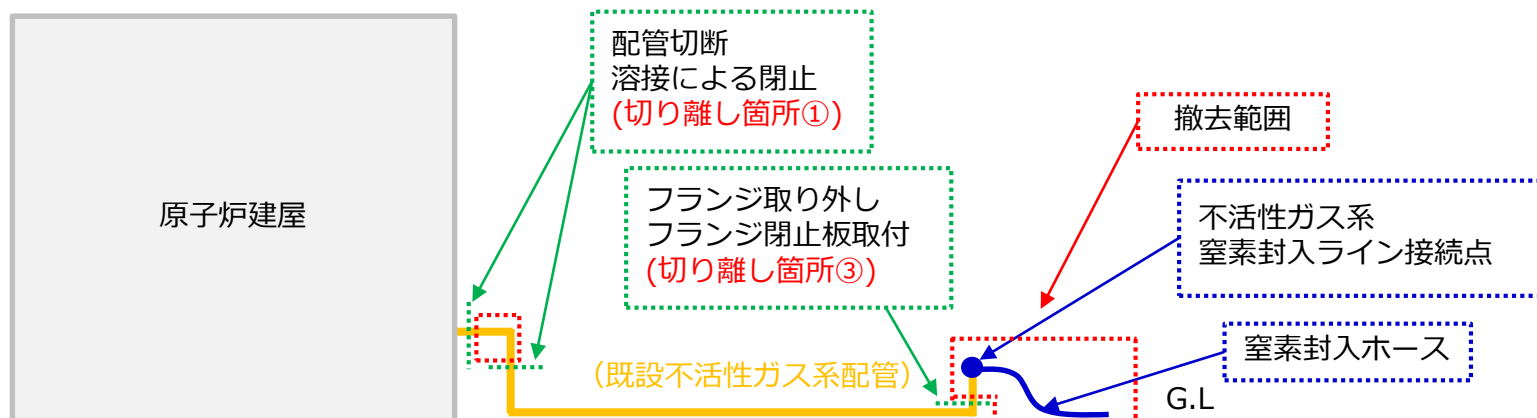 配管切断
溶接による閉止
(切り離し箇所①)
撤去範囲
フランジ取り外し
フランジ閉止板取付
(切り離し箇所③)
原子炉建屋
不活性ガス系
窒素封入ライン接続点
窒素封入ホース
(既設不活性ガス系配管)
G.L